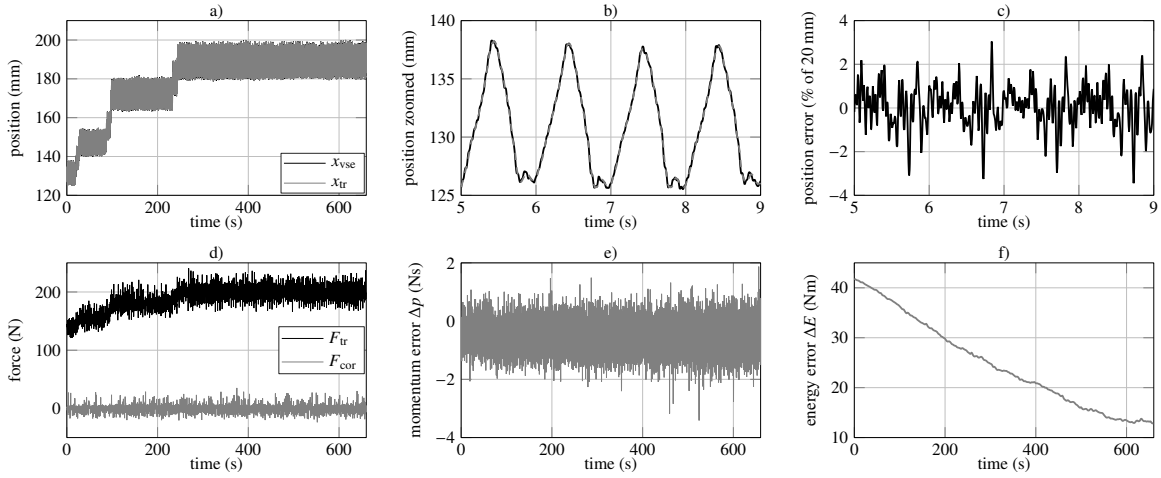 a)
position (mm)
200
180
160
140
120
0
200
400
600
time (s)
x_vse
x_tr
b)
position zoomed (mm)
140
135
130
125
5
6
7
8
9
time (s)
c)
position error (% of 20 mm)
4
2
0
−2
−4
5
6
7
8
9
time (s)
d)
force (N)
200
100
0
0
200
400
600
time (s)
F_tr
F_cor
e)
momentum error Δp (Ns)
2
0
−2
−4
0
200
400
600
time (s)
f)
energy error ΔE (Nm)
40
30
20
10
0
200
400
600
time (s)